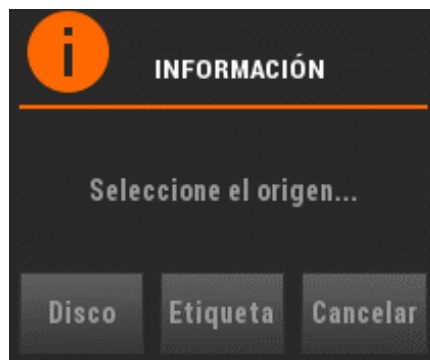 i
INFORMACIÓN
Seleccione el origen...
Disco Etiqueta Cancelar